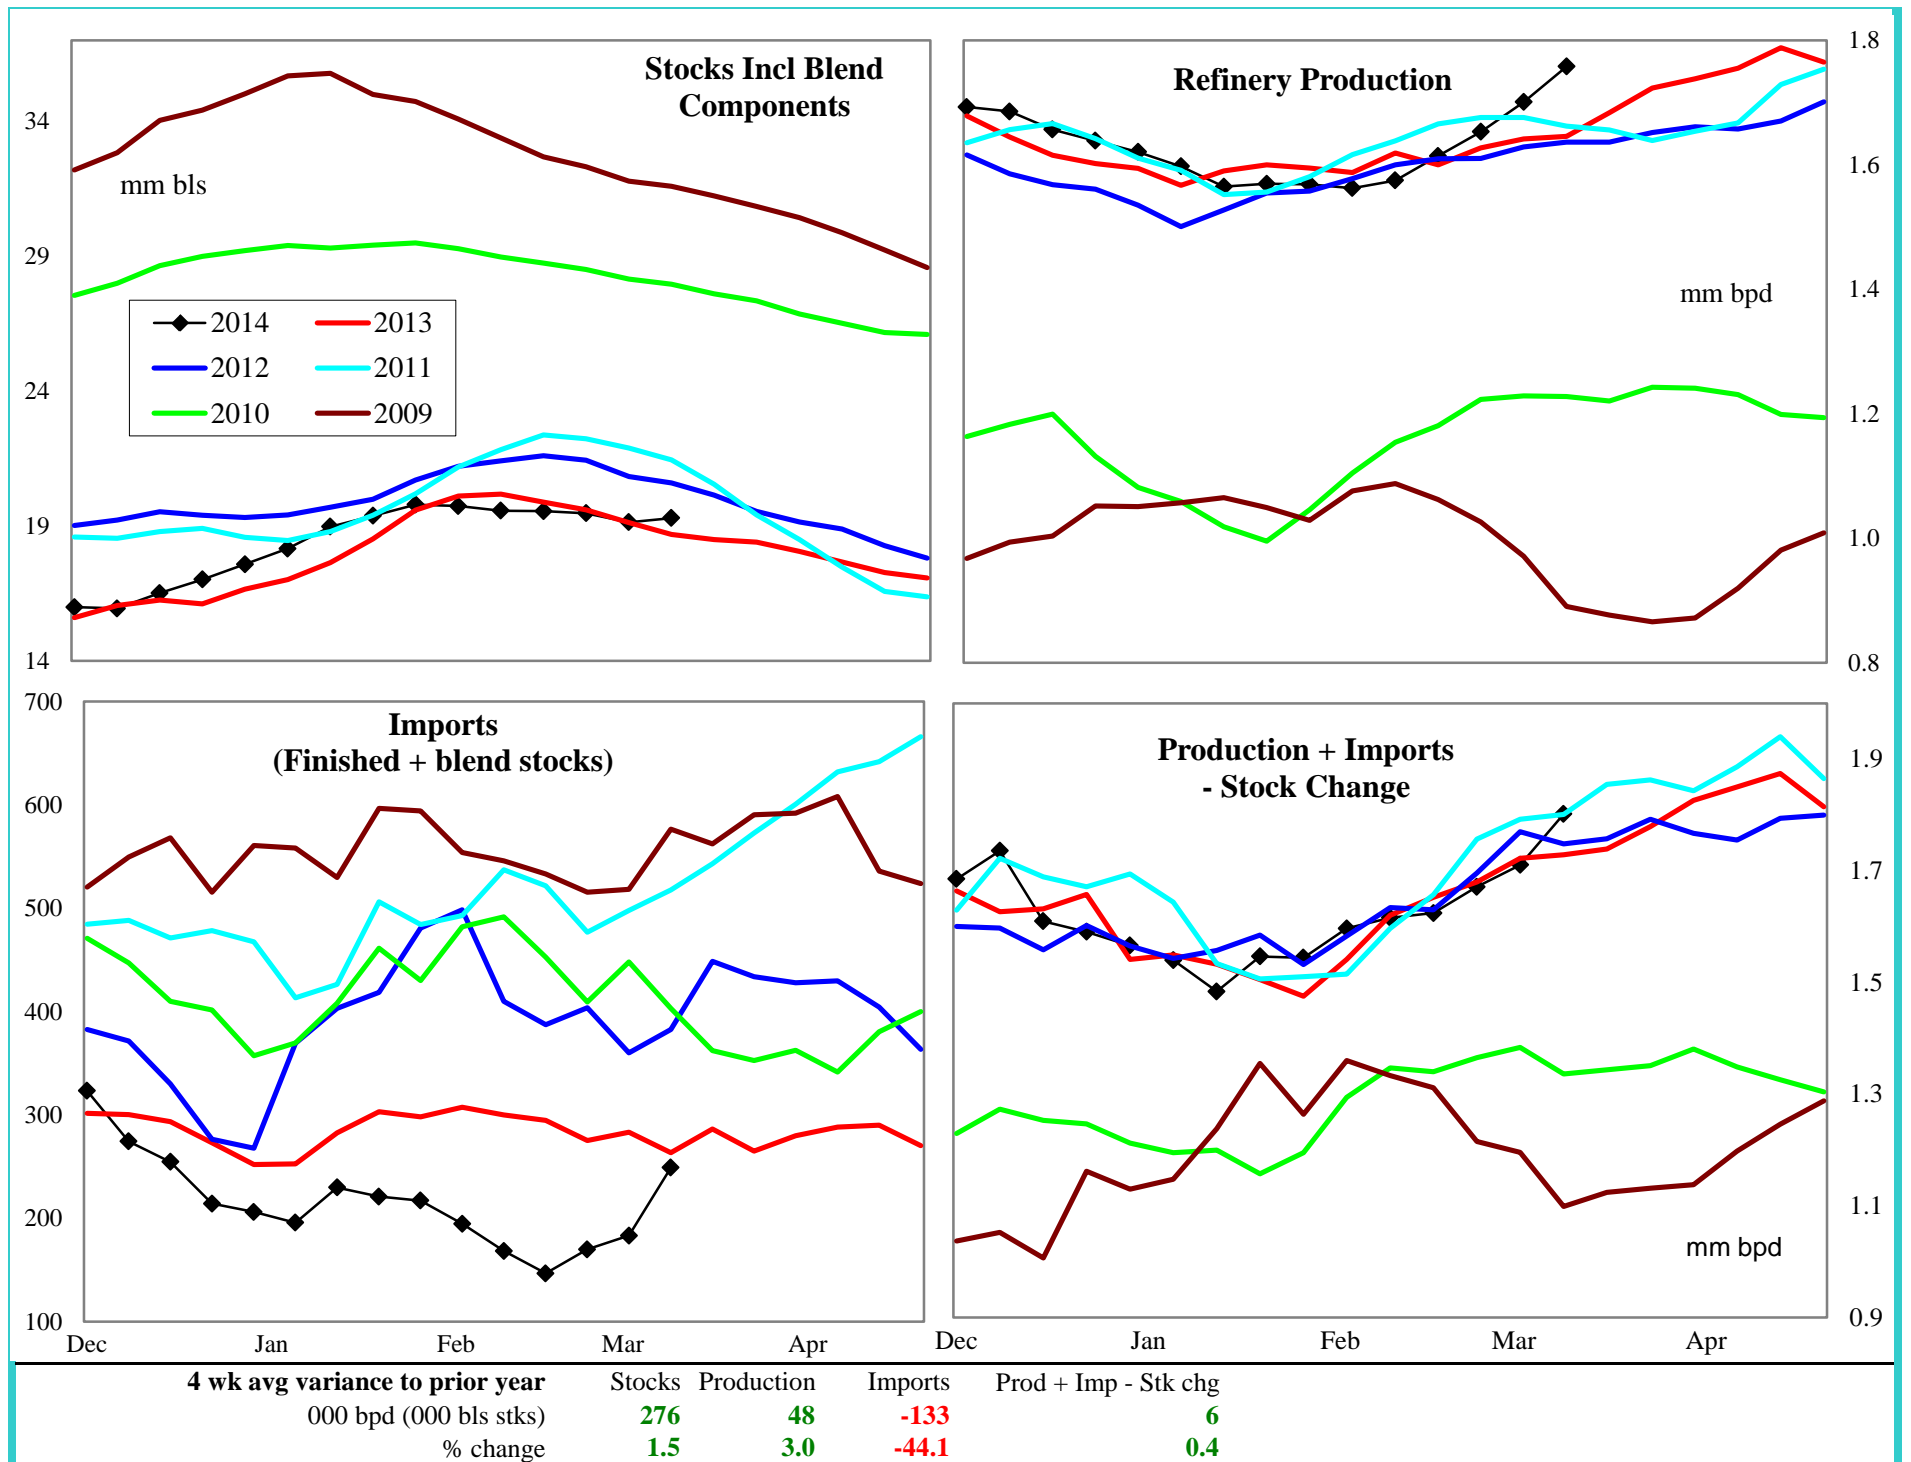 Stocks Incl Blend
Components
mm bls
34
29
24
19
14
2014
2013
2012
2011
2010
2009
Refinery Production
mm bpd
1.8
1.6
1.4
1.2
1.0
0.8
Imports
(Finished + blend stocks)
700
600
500
400
300
200
100
Dec Jan Feb Mar Apr
Production + Imports
- Stock Change
mm bpd
1.9
1.7
1.5
1.3
1.1
0.9
Dec Jan Feb Mar Apr
4 wk avg variance to prior year Stocks Production Imports Prod + Imp - Stk chg
000 bpd (000 bls stks) 276 48 -133 6
% change 1.5 3.0 -44.1 0.4